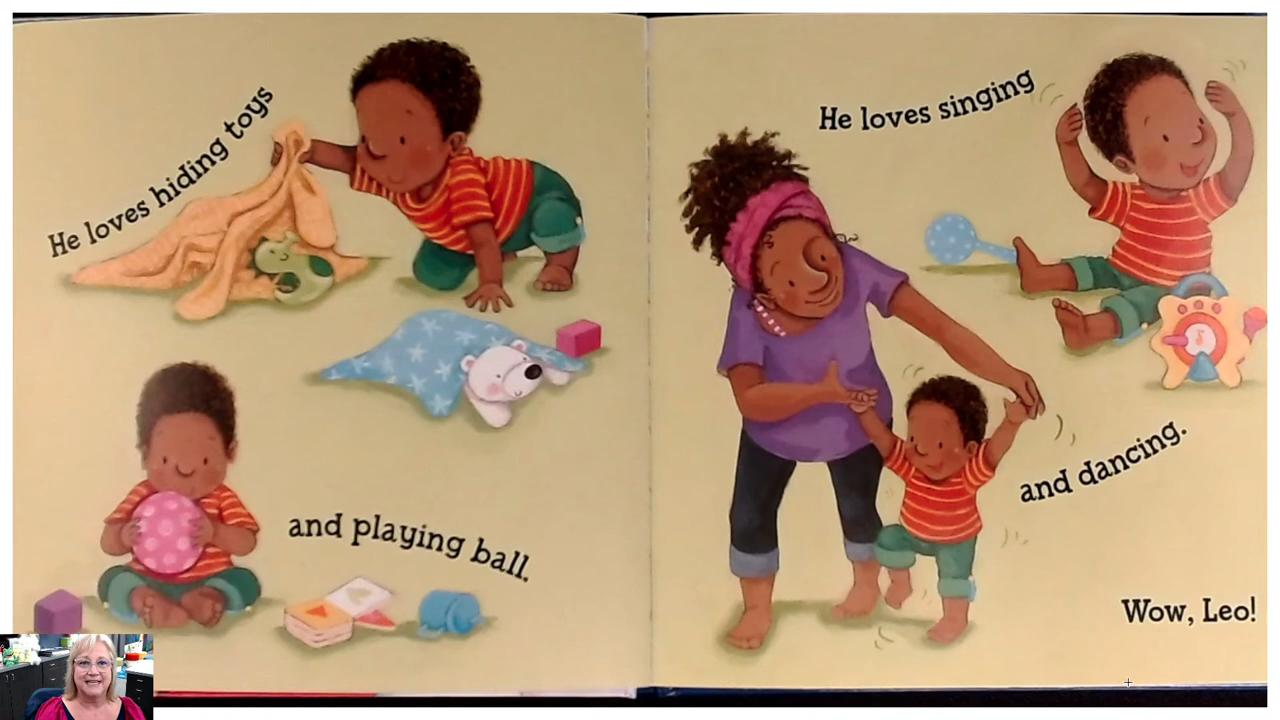 He loves hiding toys
and playing ball.
He loves singing
and dancing.
Wow, Leo!